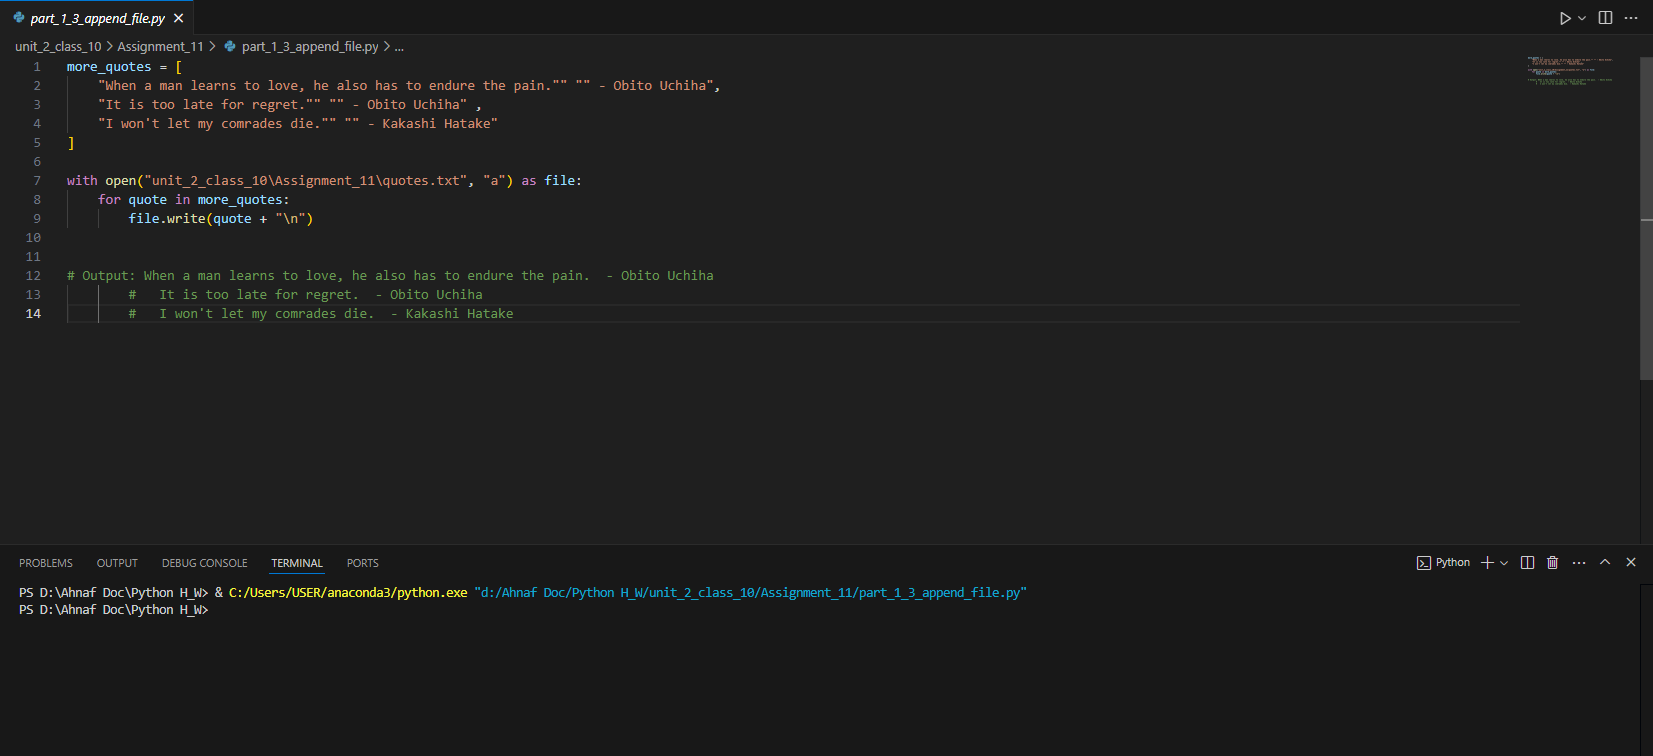 part_1_3_append_file.py
unit_2_class_10 > Assignment_11 > part_1_3_append_file.py > ...
1 more_quotes = [
2 "When a man learns to love, he also has to endure the pain."" "" - Obito Uchiha",
3 "It is too late for regret."" "" - Obito Uchiha" ,
4 "I won't let my comrades die."" "" - Kakashi Hatake"
5 ]
6
7 with open("unit_2_class_10\Assignment_11\quotes.txt", "a") as file:
8 for quote in more_quotes:
9 file.write(quote + "\n")
10
11
12 # Output: When a man learns to love, he also has to endure the pain.  - Obito Uchiha
13 #   It is too late for regret.  - Obito Uchiha
14 #   I won't let my comrades die.  - Kakashi Hatake
PROBLEMS OUTPUT DEBUG CONSOLE TERMINAL PORTS Python
PS D:\Ahnaf Doc\Python H_W> & C:/Users/USER/anaconda3/python.exe "d:/Ahnaf Doc/Python H_W/unit_2_class_10/Assignment_11/part_1_3_append_file.py"
PS D:\Ahnaf Doc\Python H_W>